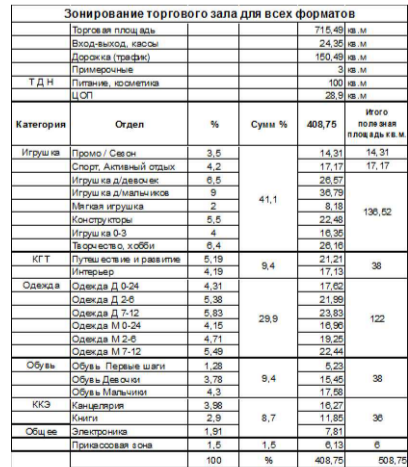 Зонирование торгового зала для всех форматов
Торговая площадь 715,49 кв.м
Вход-выход, кассы 24,35 кв.м
Дорожка (трафик) 150,49 кв.м
Примерочные 3 кв.м
ТДН Питание, косметика 100 кв.м
ЦОП 28,9 кв.м
Категория Отдел % Сумм % 408,75 Итого полезная площадь кв.м.
Игрушка Промо / Сезон 3,5 14,31 14,31
Спорт, Активный отдых 4,2 17,17 17,17
Игрушка д/девочек 6,5 26,57
Игрушка д/мальчиков 9 36,79
Мягкая игрушка 2 41,1 8,18 136,52
Конструкторы 5,5 22,48
Игрушка 0-3 4 16,35
Творчество, хобби 6,4 26,16
КГТ Путешествие и развитие 5,19 9,4 21,21 38
Интерьер 4,19 17,13
Одежда Одежда Д 0-24 4,31 17,62
Одежда Д 2-6 5,38 21,99
Одежда Д 7-12 5,83 29,9 23,83 122
Одежда М 0-24 4,15 16,96
Одежда М 2-6 4,71 19,25
Одежда М 7-12 5,49 22,44
Обувь Обувь Первые шаги 1,28 5,23
Обувь Девочки 3,78 9,4 15,45 38
Обувь Мальчики 4,3 17,58
ККЭ Канцелярия 3,98 16,27
Книги 2,9 8,7 11,85 36
Общее Электроника 1,91 7,81
Прикассовая зона 1,5 1,5 6,13 6
100 % 408,75 508,75